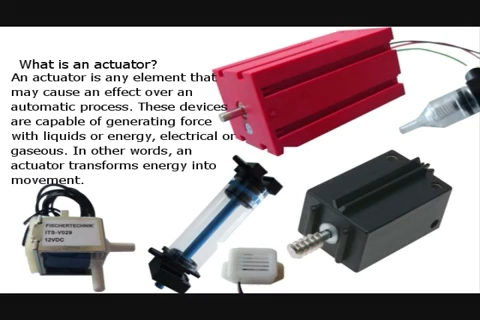 What is an actuator?
An actuator is any element that
may cause an effect over an
automatic process. These devices
are capable of generating force
with liquids or energy, electrical or
gaseous. In other words, an
actuator transforms energy into
movement.
FISCHERTECHNIK
ITS-V029
12VDC